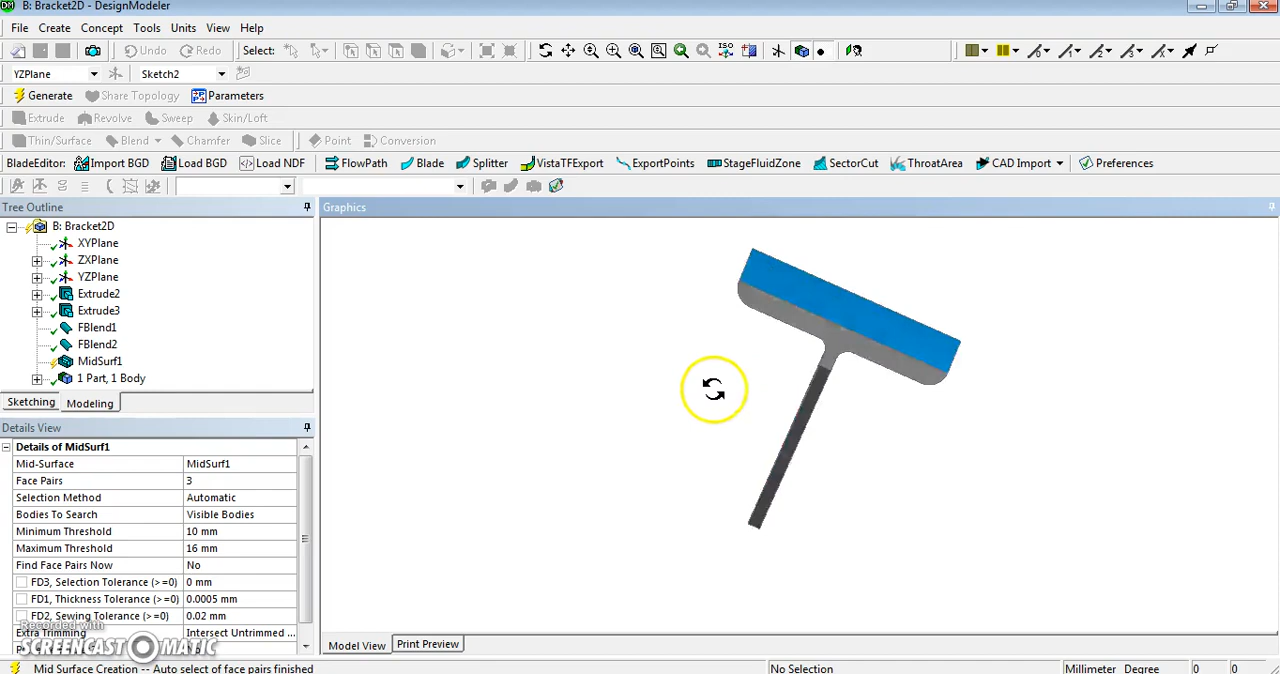 B: Bracket2D - DesignModeler
File Create Concept Tools Units View Help
Undo Redo Select: ISO
YZPlane Sketch2
Generate Share Topology Parameters
Extrude Revolve Sweep Skin/Loft
Thin/Surface Blend Chamfer Slice Point Conversion
BladeEditor: Import BGD Load BGD Load NDF FlowPath Blade Splitter VistaTFExport ExportPoints StageFluidZone SectorCut ThroatArea CAD Import Preferences
Tree Outline
B: Bracket2D
XYPlane
ZXPlane
YZPlane
Extrude2
Extrude3
FBlend1
FBlend2
MidSurf1
1 Part, 1 Body
Sketching Modeling
Details View
Details of MidSurf1
Mid-Surface MidSurf1
Face Pairs 3
Selection Method Automatic
Bodies To Search Visible Bodies
Minimum Threshold 10 mm
Maximum Threshold 16 mm
Find Face Pairs Now No
FD3, Selection Tolerance (>=0) 0 mm
FD1, Thickness Tolerance (>=0) 0.0005 mm
FD2, Sewing Tolerance (>=0) 0.02 mm
Extra Trimming Intersect Untrimmed ...
Recorded with
SCREENCAST MATIC
Graphics
Model View Print Preview
Mid Surface Creation -- Auto select of face pairs finished No Selection Millimeter Degree 0 0